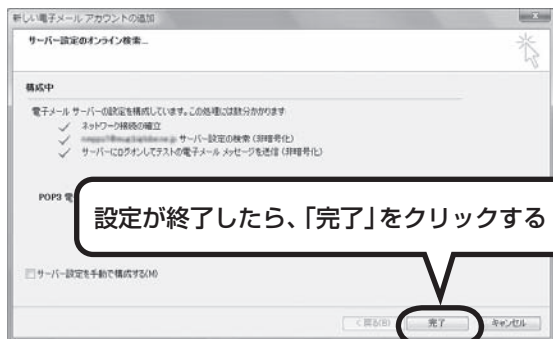 新しい電子メール アカウントの追加
サーバー設定のオンライン検索...
構成中
電子メール サーバーの設定を構成しています。この処理には数分かかります
ネットワーク接続の確立
サーバー設定の検索 (非暗号化)
サーバーにログオンしてテストの電子メール メッセージを送信 (非暗号化)
POP3 電
設定が終了したら、「完了」をクリックする
サーバー設定を手動で構成する(M)
< 戻る(B)
完了
キャンセル